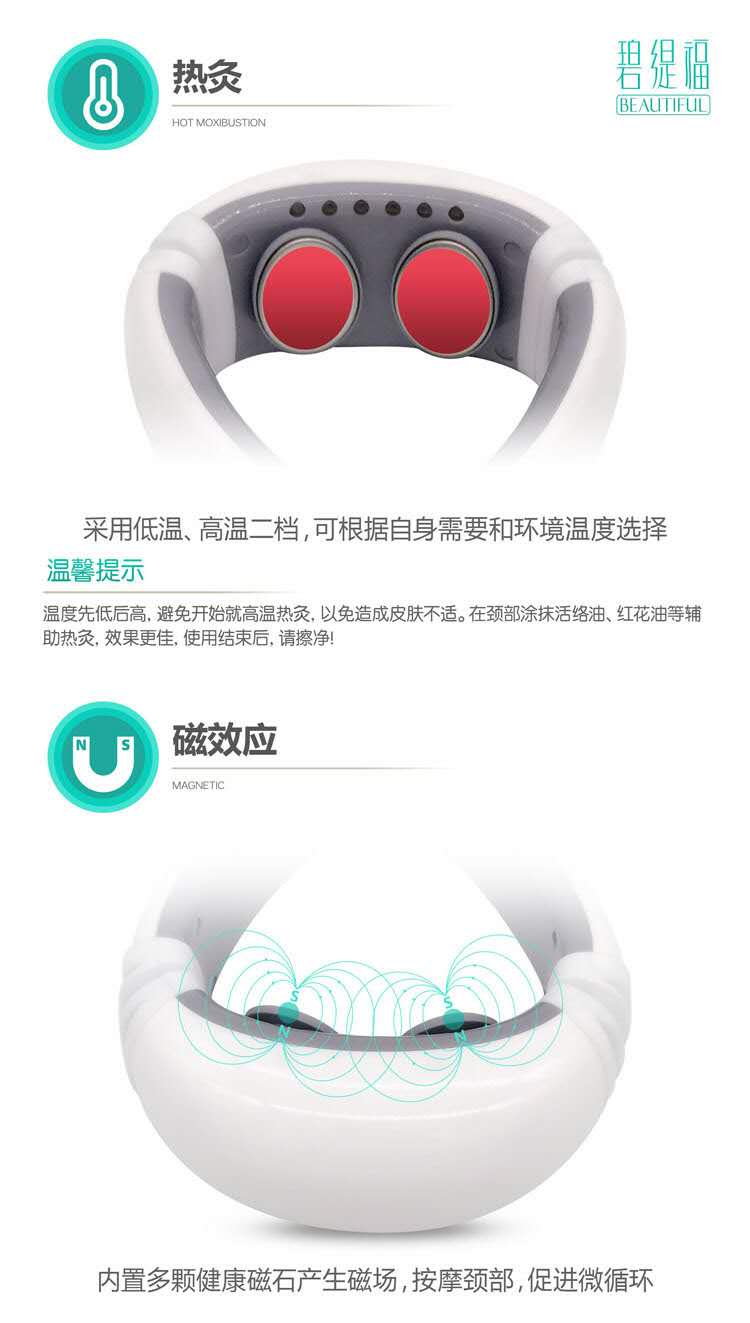 热灸
HOT MOXIBUSTION
碧缇福
BEAUTIFUL
采用低温、高温二档,可根据自身需要和环境温度选择
温馨提示
温度先低后高, 避免开始就高温热灸, 以免造成皮肤不适。在颈部涂抹活络油、红花油等辅
助热灸, 效果更佳, 使用结束后, 请擦净!
N S
磁效应
MAGNETIC
S
S
N
N
内置多颗健康磁石产生磁场,按摩颈部,促进微循环